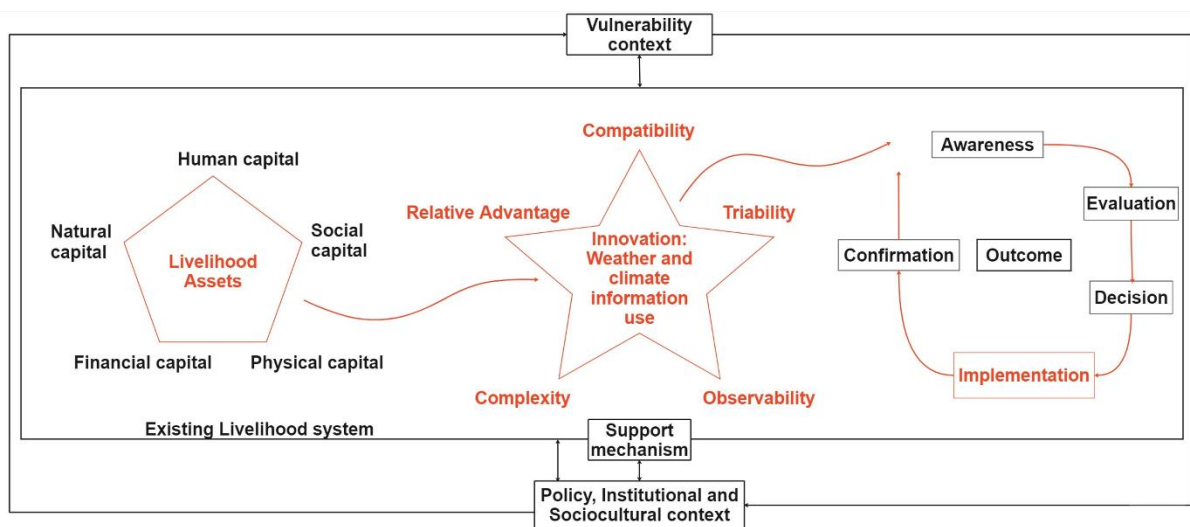 Vulnerability
context
Compatibility
Human capital
Awareness
Relative Advantage
Triability
Evaluation
Natural
capital
Social
capital
Livelihood
Assets
Innovation:
Weather and
climate
information
use
Confirmation
Outcome
Decision
Financial capital
Physical capital
Implementation
Complexity
Observability
Existing Livelihood system
Support
mechanism
Policy, Institutional and
Sociocultural context